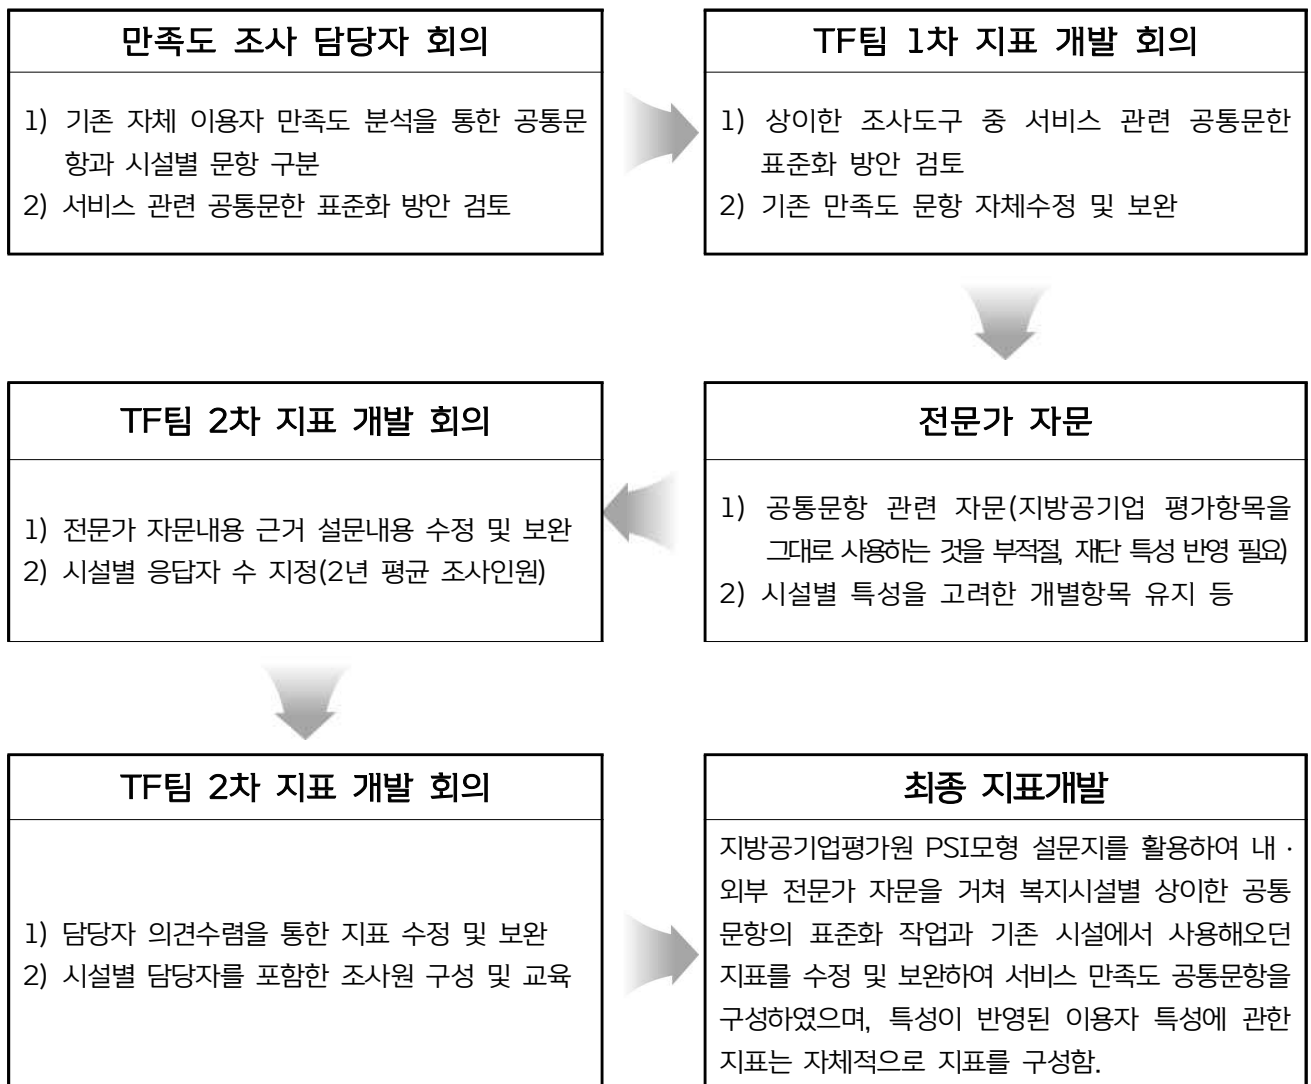 만족도 조사 담당자 회의
1) 기존 자체 이용자 만족도 분석을 통한 공통문
항과 시설별 문항 구분
2) 서비스 관련 공통문한 표준화 방안 검토
TF팀 1차 지표 개발 회의
1) 상이한 조사도구 중 서비스 관련 공통문한
표준화 방안 검토
2) 기존 만족도 문항 자체수정 및 보완
전문가 자문
1) 공통문항 관련 자문(지방공기업 평가항목을
그대로 사용하는 것을 부적절, 재단 특성 반영 필요)
2) 시설별 특성을 고려한 개별항목 유지 등
TF팀 2차 지표 개발 회의
1) 전문가 자문내용 근거 설문내용 수정 및 보완
2) 시설별 응답자 수 지정(2년 평균 조사인원)
TF팀 2차 지표 개발 회의
1) 담당자 의견수렴을 통한 지표 수정 및 보완
2) 시설별 담당자를 포함한 조사원 구성 및 교육
최종 지표개발
지방공기업평가원 PSI모형 설문지를 활용하여 내·
외부 전문가 자문을 거쳐 복지시설별 상이한 공통
문항의 표준화 작업과 기존 시설에서 사용해오던
지표를 수정 및 보완하여 서비스 만족도 공통문항을
구성하였으며, 특성이 반영된 이용자 특성에 관한
지표는 자체적으로 지표를 구성함.